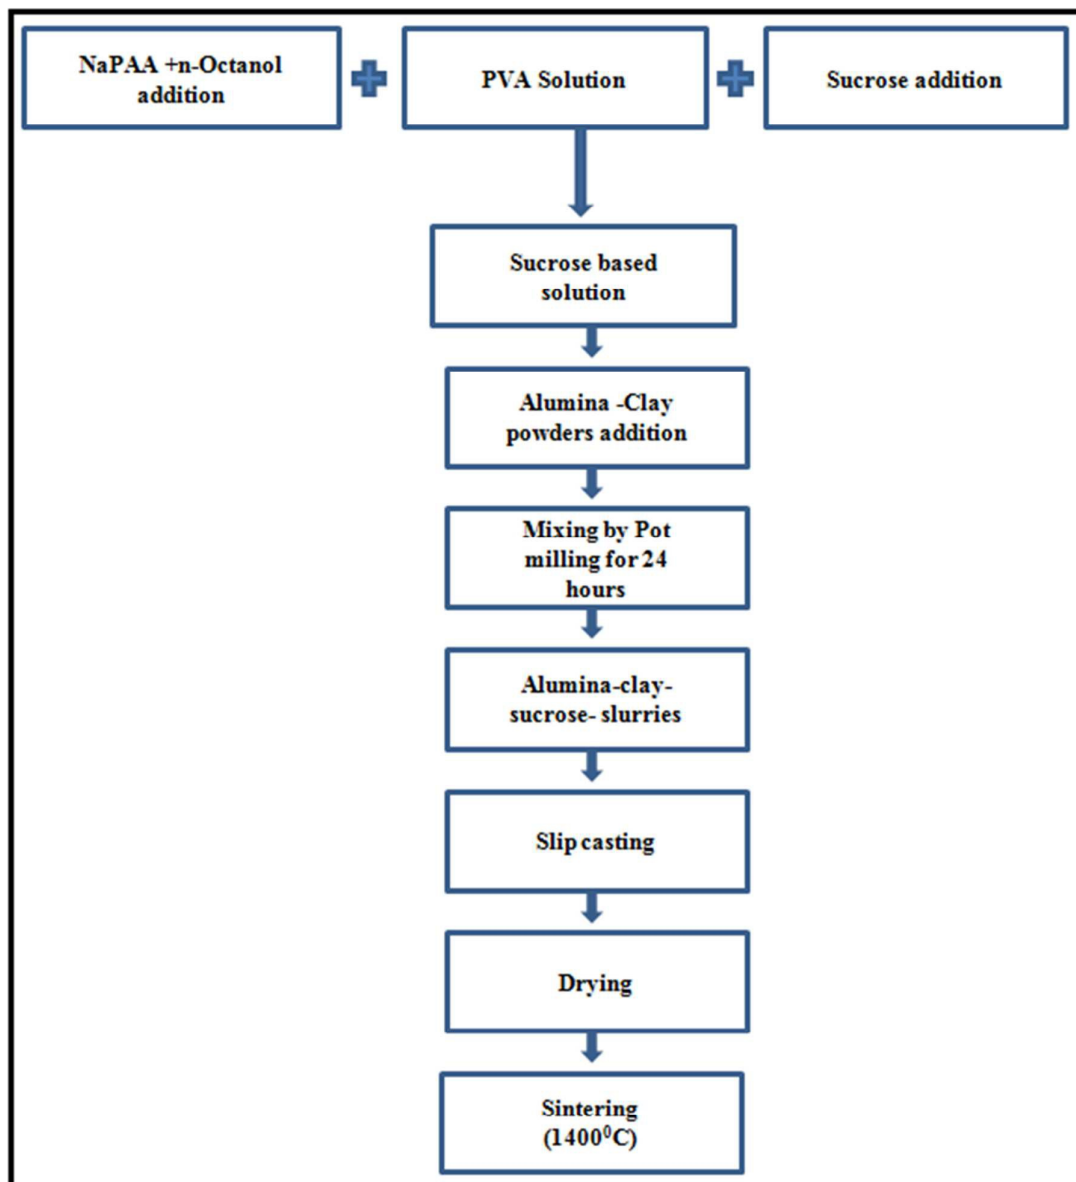 NaPAA +n-Octanol
addition
PVA Solution
Sucrose addition
Sucrose based
solution
Alumina -Clay
powders addition
Mixing by Pot
milling for 24
hours
Alumina-clay-
sucrose- slurries
Slip casting
Drying
Sintering
(1400⁰C)